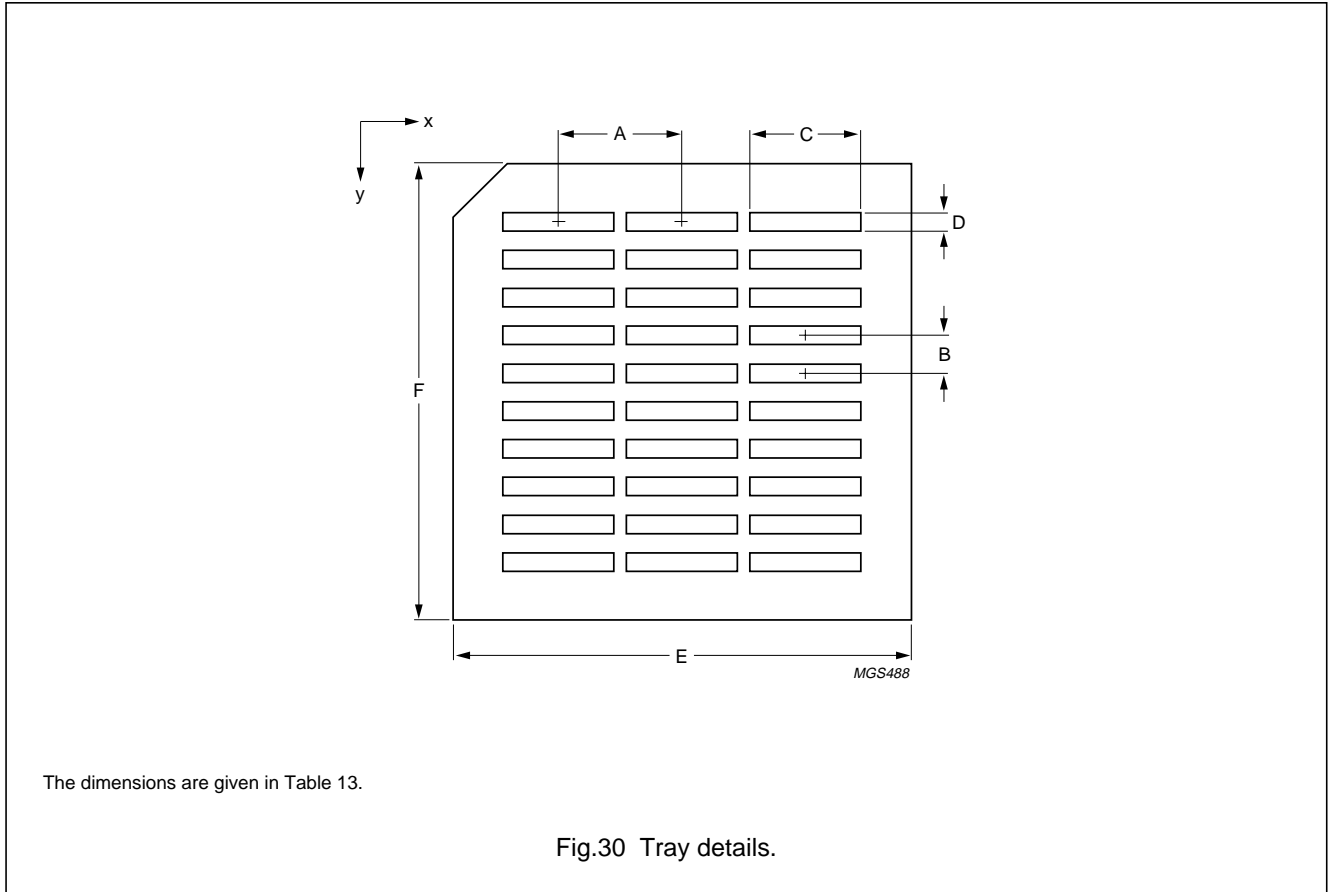 x
A
C
y
D
B
F
E
MGS488
The dimensions are given in Table 13.
Fig.30 Tray details.